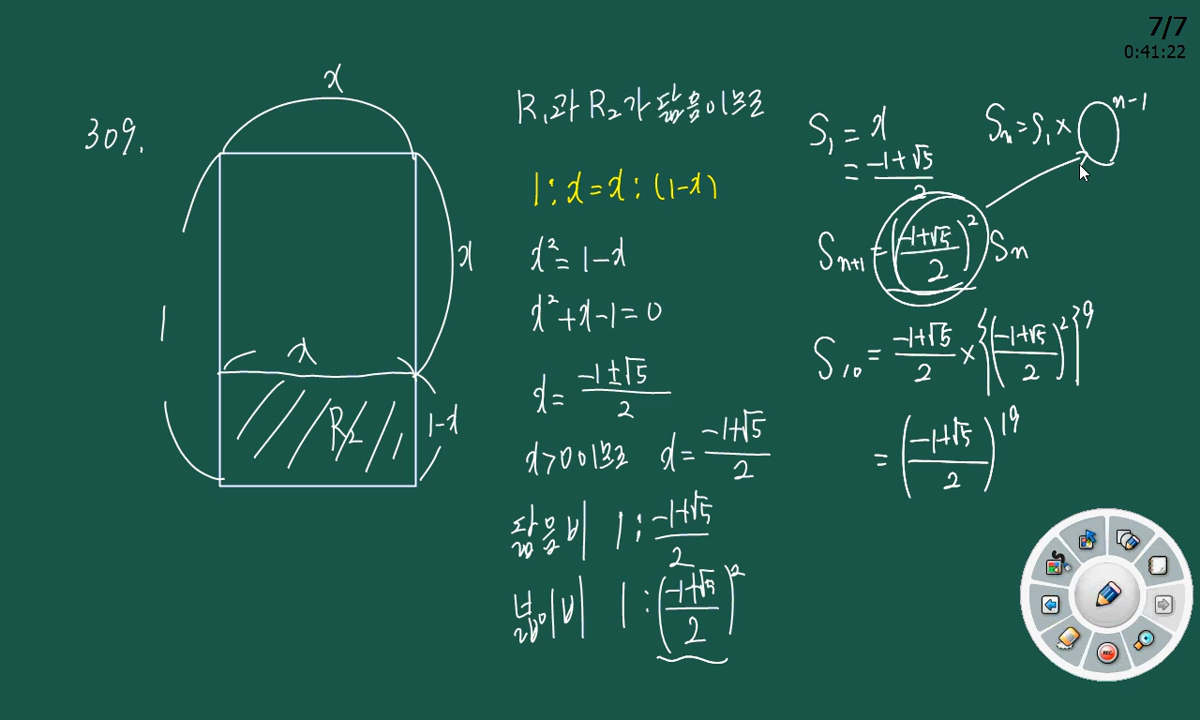 7/7
0:41:22
309.
x
1
x
x
R₂
1-x
R₁과 R₂가 닮음이므로
1:x=x:(1-x)
x²=1-x
x²+x-1=0
x=(-1±√5)/2
x>0이므로 x=(-1+√5)/2
닮음비 1:(-1+√5)/2
넓이비 1:((-1+√5)/2)²
S₁=x
=(-1+√5)/2
Sₙ=S₁×( )ⁿ⁻¹
Sₙ₊₁=((-1+√5)/2)²Sₙ
S₁₀=(-1+√5)/2×{((-1+√5)/2)²}⁹
=((-1+√5)/2)¹⁹
REC